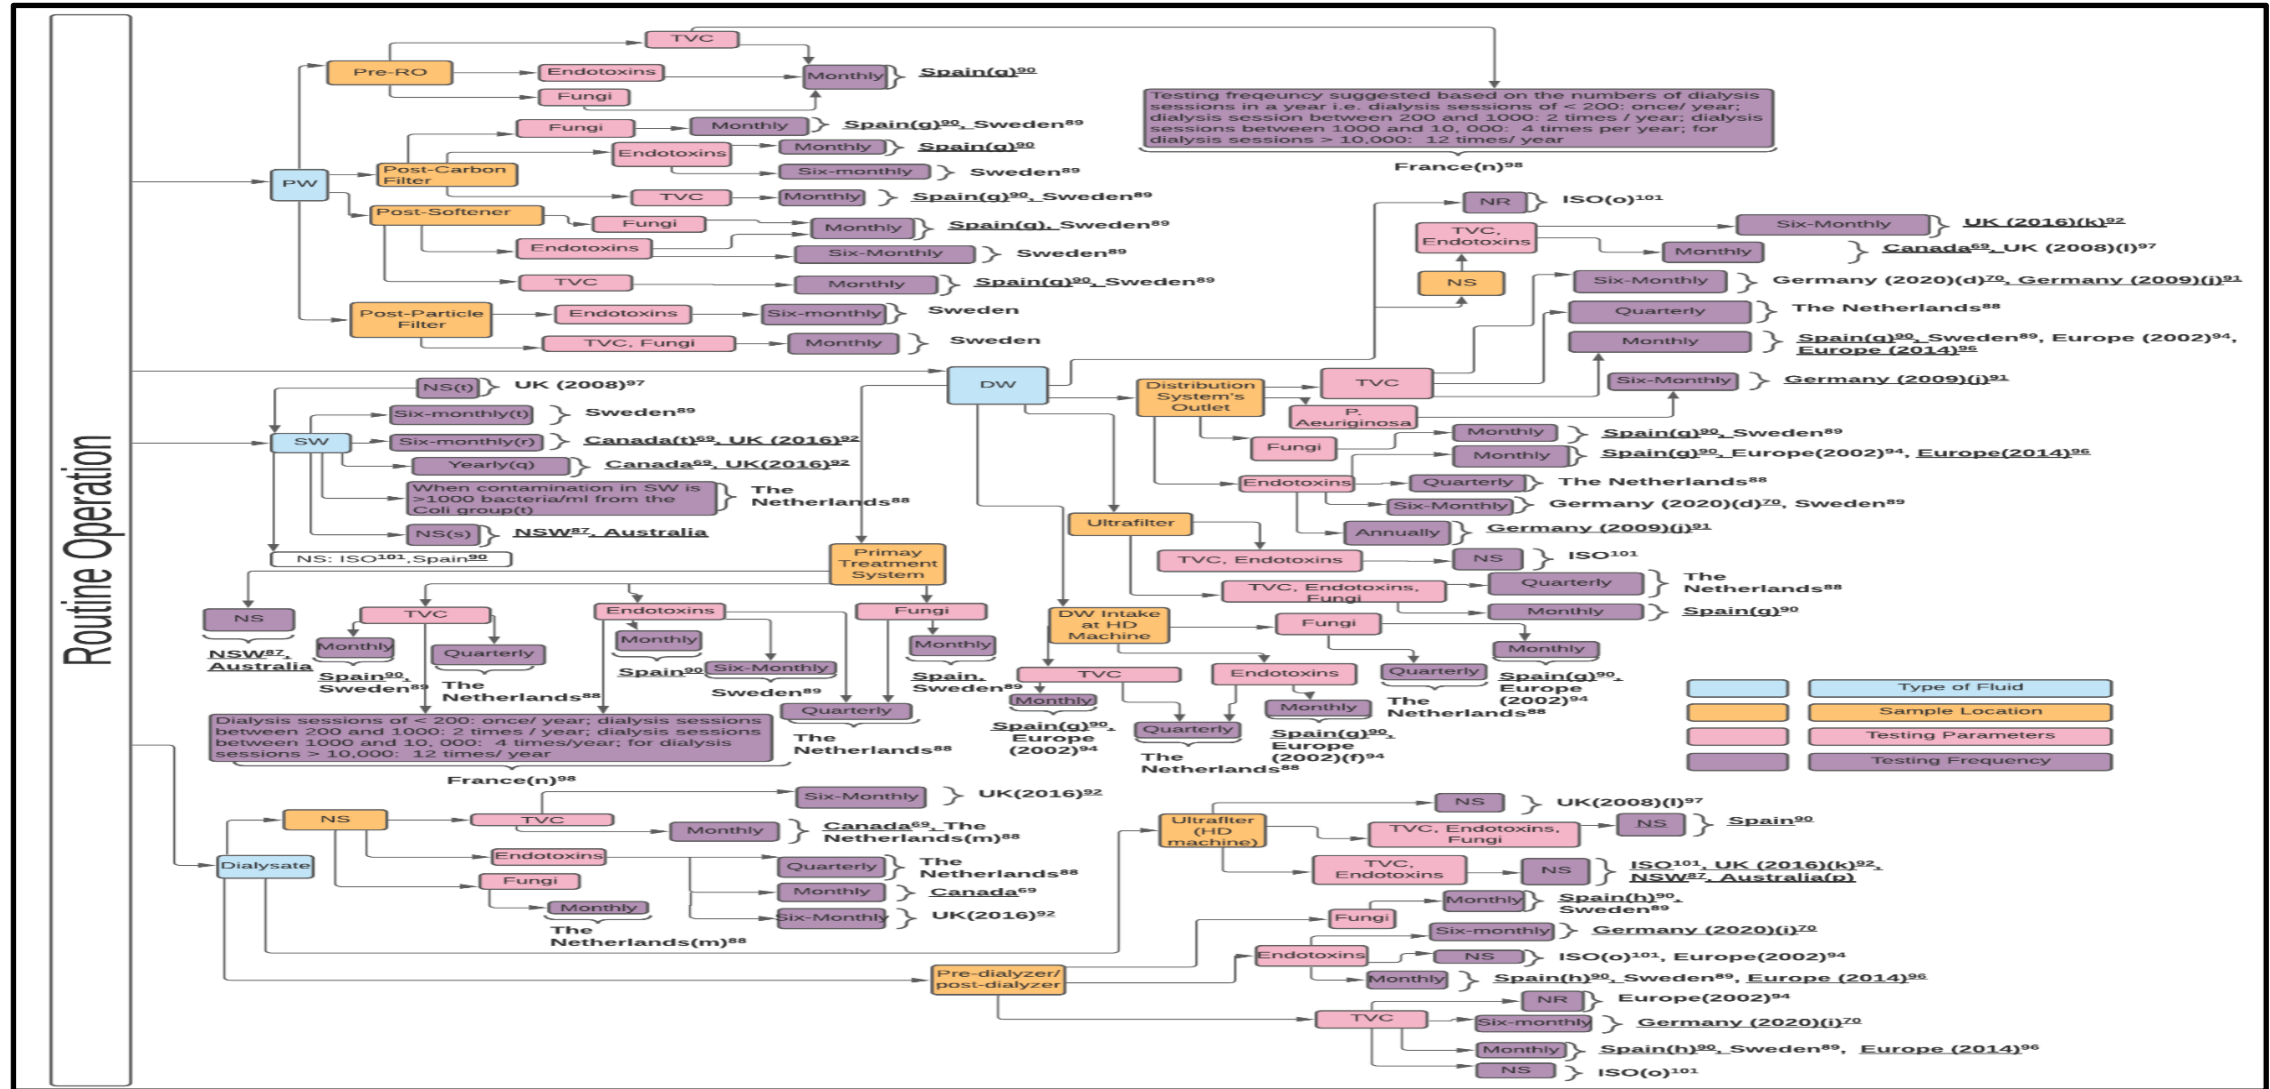 Routine Operation
PW
Pre-RO
TVC
Endotoxins
Fungi
Monthly
Spain(g)⁹⁰
Testing freqeuncy suggested based on the numbers of dialysis
sessions in a year i.e. dialysis sessions of < 200: once/ year;
dialysis session between 200 and 1000: 2 times / year; dialysis
sessions between 1000 and 10, 000: 4 times per year; for
dialysis sessions > 10,000: 12 times/ year
France(n)⁹⁸
Post-Carbon
Filter
Fungi
Monthly
Spain(g)⁹⁰, Sweden⁸⁹
Endotoxins
Monthly
Spain(g)⁹⁰
Six-monthly
Sweden⁸⁹
TVC
Monthly
Spain(g)⁹⁰, Sweden⁸⁹
Post-Softener
Fungi
Monthly
Spain(g), Sweden⁸⁹
Endotoxins
Six-Monthly
Sweden⁸⁹
TVC
Monthly
Spain(g)⁹⁰, Sweden⁸⁹
Post-Particle
Filter
Endotoxins
Six-monthly
Sweden
TVC, Fungi
Monthly
Sweden
SW
NS(t)
UK (2008)⁹⁷
Six-monthly(t)
Sweden⁸⁹
Six-monthly(r)
Canada(t)⁶⁹, UK (2016)⁹²
Yearly(q)
Canada⁶⁹, UK(2016)⁹²
When contamination in SW is
>1000 bacteria/ml from the
Coli group(t)
The
Netherlands⁸⁸
NS(s)
NSW⁸⁷, Australia
NS: ISO¹⁰¹,Spain⁹⁰
DW
NR
ISO(o)¹⁰¹
NS
TVC,
Endotoxins
Six-Monthly
UK (2016)(k)⁹²
Monthly
Canada⁶⁹, UK (2008)(l)⁹⁷
Distribution
System's
Outlet
TVC
Six-Monthly
Germany (2020)(d)⁷⁰, Germany (2009)(j)⁹¹
Quarterly
The Netherlands⁸⁸
Monthly
Spain(g)⁹⁰, Sweden⁸⁹, Europe (2002)⁹⁴,
Europe (2014)⁹⁶
P.
Aeuriginosa
Six-Monthly
Germany (2009)(j)⁹¹
Fungi
Monthly
Spain(g)⁹⁰, Sweden⁸⁹
Endotoxins
Monthly
Spain(g)⁹⁰, Europe(2002)⁹⁴, Europe(2014)⁹⁶
Quarterly
The Netherlands⁸⁸
Six-Monthly
Germany (2020)(d)⁷⁰, Sweden⁸⁹
Annually
Germany (2009)(j)⁹¹
Ultrafilter
TVC, Endotoxins
NS
ISO¹⁰¹
TVC, Endotoxins,
Fungi
Quarterly
The
Netherlands⁸⁸
Monthly
Spain(g)⁹⁰
Primay
Treatment
System
NS
NSW⁸⁷,
Australia
TVC
Monthly
Spain⁹⁰,
Sweden⁸⁹
Quarterly
The
Netherlands⁸⁸
Endotoxins
Monthly
Spain⁹⁰
Six-Monthly
Sweden⁸⁹
Quarterly
The
Netherlands⁸⁸
Fungi
Monthly
Spain,
Sweden⁸⁹
Dialysis sessions of < 200: once/ year; dialysis sessions
between 200 and 1000: 2 times / year; dialysis sessions
between 1000 and 10, 000: 4 times/year; for dialysis
sessions > 10,000: 12 times/ year
France(n)⁹⁸
DW Intake
at HD
Machine
TVC
Monthly
Spain(g)⁹⁰,
Europe
(2002)⁹⁴
Quarterly
The
Netherlands⁸⁸
Endotoxins
Monthly
Spain(g)⁹⁰,
Europe
(2002)(f)⁹⁴
Fungi
Quarterly
The
Netherlands⁸⁸
Monthly
Spain(g)⁹⁰,
Europe
(2002)⁹⁴
Type of Fluid
Sample Location
Testing Parameters
Testing Frequency
Dialysate
NS
TVC
Six-Monthly
UK(2016)⁹²
Monthly
Canada⁶⁹, The
Netherlands(m)⁸⁸
Endotoxins
Quarterly
The
Netherlands⁸⁸
Monthly
Canada⁶⁹
Six-Monthly
UK(2016)⁹²
Fungi
Monthly
The
Netherlands(m)⁸⁸
Ultraflter
(HD
machine)
NS
UK(2008)(l)⁹⁷
TVC, Endotoxins,
Fungi
NS
Spain⁹⁰
TVC,
Endotoxins
NS
ISO¹⁰¹, UK (2016)(k)⁹²,
NSW⁸⁷, Australia(p)
Pre-dialyzer/
post-dialyzer
Fungi
Monthly
Spain(h)⁹⁰,
Sweden⁸⁹
Endotoxins
Six-monthly
Germany (2020)(i)⁷⁰
NS
ISO(o)¹⁰¹, Europe(2002)⁹⁴
Monthly
Spain(h)⁹⁰, Sweden⁸⁹, Europe (2014)⁹⁶
TVC
NR
Europe(2002)⁹⁴
Six-monthly
Germany (2020)(i)⁷⁰
Monthly
Spain(h)⁹⁰, Sweden⁸⁹, Europe (2014)⁹⁶
NS
ISO(o)¹⁰¹